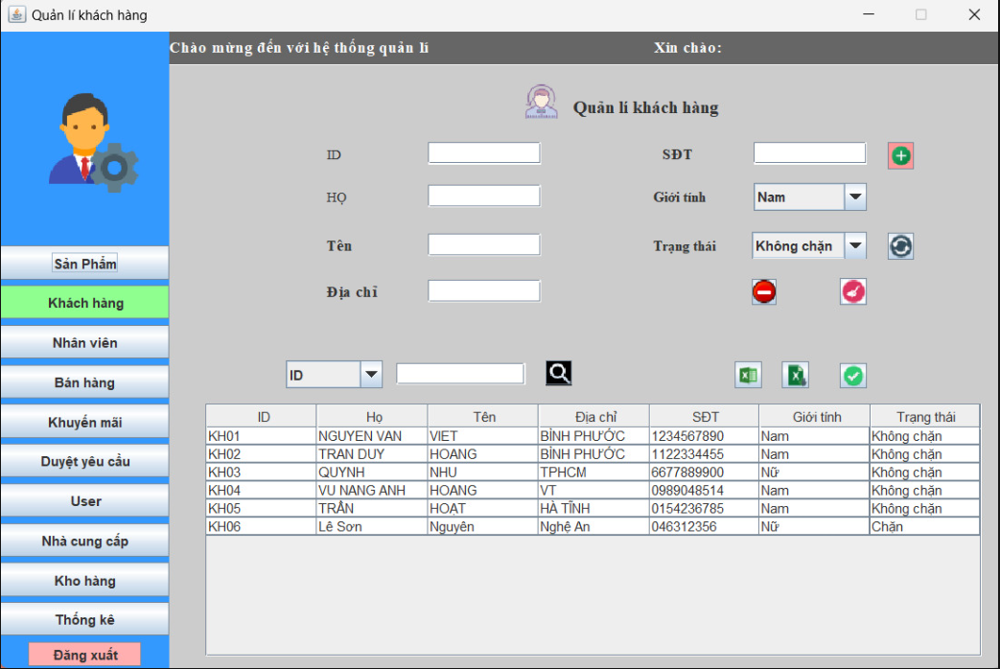 Quản lí khách hàng
Chào mừng đến với hệ thống quản lí Xin chào:
Quản lí khách hàng
ID SĐT
HỌ Giới tính Nam
Tên Trạng thái Không chặn
Địa chỉ
ID
Sản Phẩm
Khách hàng
Nhân viên
Bán hàng
Khuyến mãi
Duyệt yêu cầu
User
Nhà cung cấp
Kho hàng
Thống kê
Đăng xuất
ID Họ Tên Địa chỉ SĐT Giới tính Trạng thái
KH01 NGUYEN VAN VIET BÌNH PHƯỚC 1234567890 Nam Không chặn
KH02 TRAN DUY HOANG BÌNH PHƯỚC 1122334455 Nam Không chặn
KH03 QUYNH NHU TPHCM 6677889900 Nữ Không chặn
KH04 VU NANG ANH HOANG VT 0989048514 Nam Không chặn
KH05 TRẦN HOẠT HÀ TĨNH 0154236785 Nam Không chặn
KH06 Lê Sơn Nguyên Nghệ An 046312356 Nữ Chặn